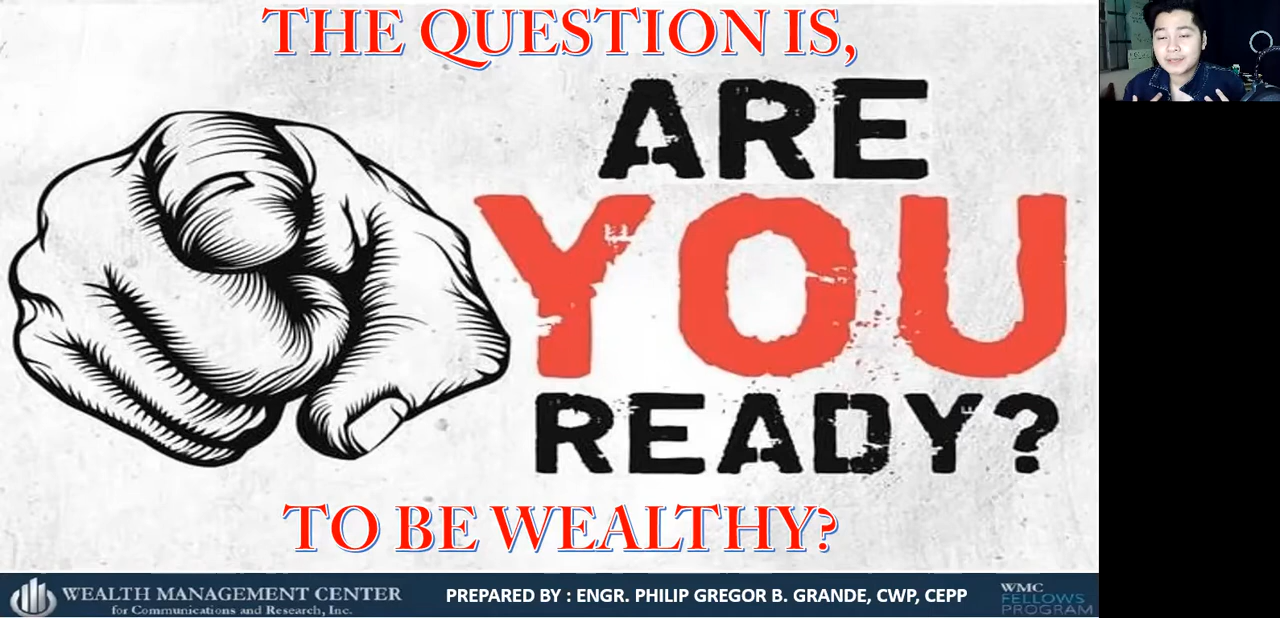 THE QUESTION IS,
ARE
YOU
READY?
TO BE WEALTHY?
WEALTH MANAGEMENT CENTER
for Communications and Research, Inc.
PREPARED BY : ENGR. PHILIP GREGOR B. GRANDE, CWP, CEPP
WMC
FELLOWS
PROGRAM